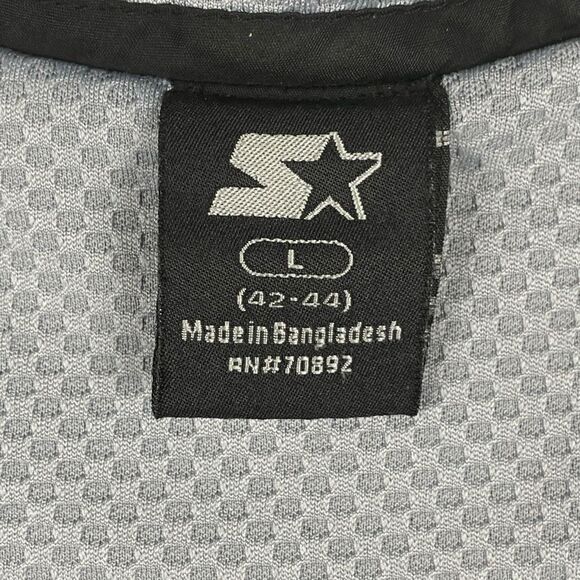 S
L
(42-44)
Made in Bangladesh
RN#70892